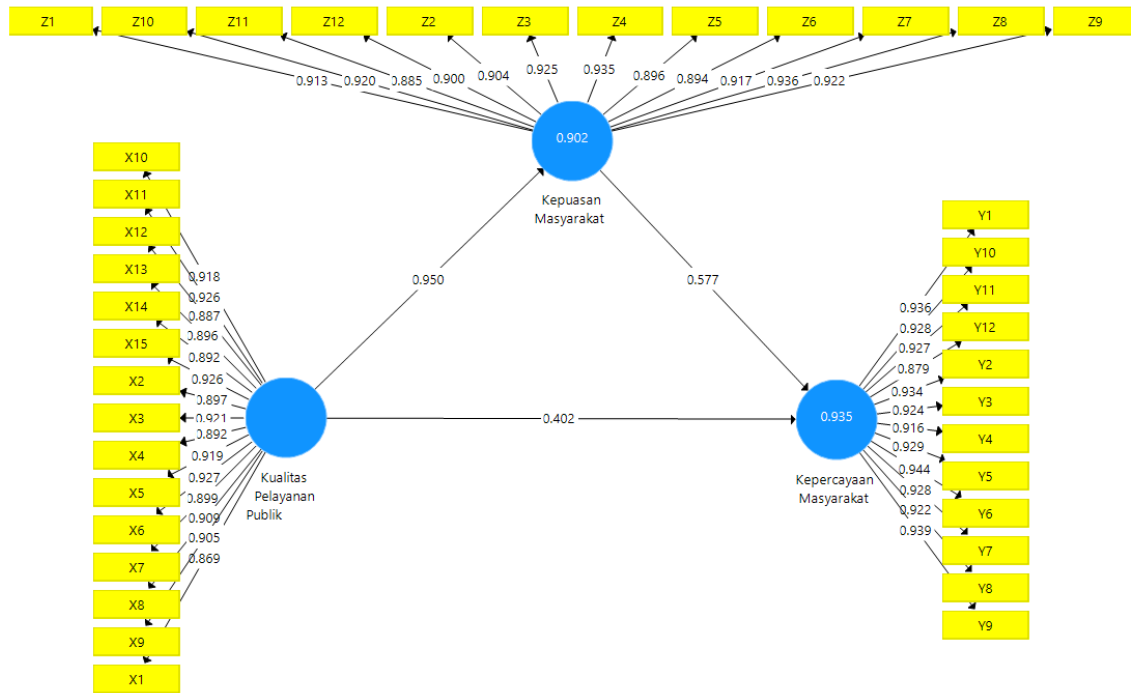 Z1 Z10 Z11 Z12 Z2 Z3 Z4 Z5 Z6 Z7 Z8 Z9
0.913 0.920 0.885 0.900 0.904 0.925 0.935 0.896 0.894 0.917 0.936 0.922
0.902
Kepuasan
Masyarakat
X10
X11
X12
X13
X14
X15
X2
X3
X4
X5
X6
X7
X8
X9
X1
0.918
0.926
0.887
0.896
0.892
0.926
0.897
0.921
0.892
0.919
0.927
0.899
0.909
0.905
0.869
Kualitas
Pelayanan
Publik
0.950
0.577
0.402
0.935
Kepercayaan
Masyarakat
0.936
0.928
0.927
0.879
0.934
0.924
0.916
0.929
0.944
0.928
0.922
0.939
Y1
Y10
Y11
Y12
Y2
Y3
Y4
Y5
Y6
Y7
Y8
Y9